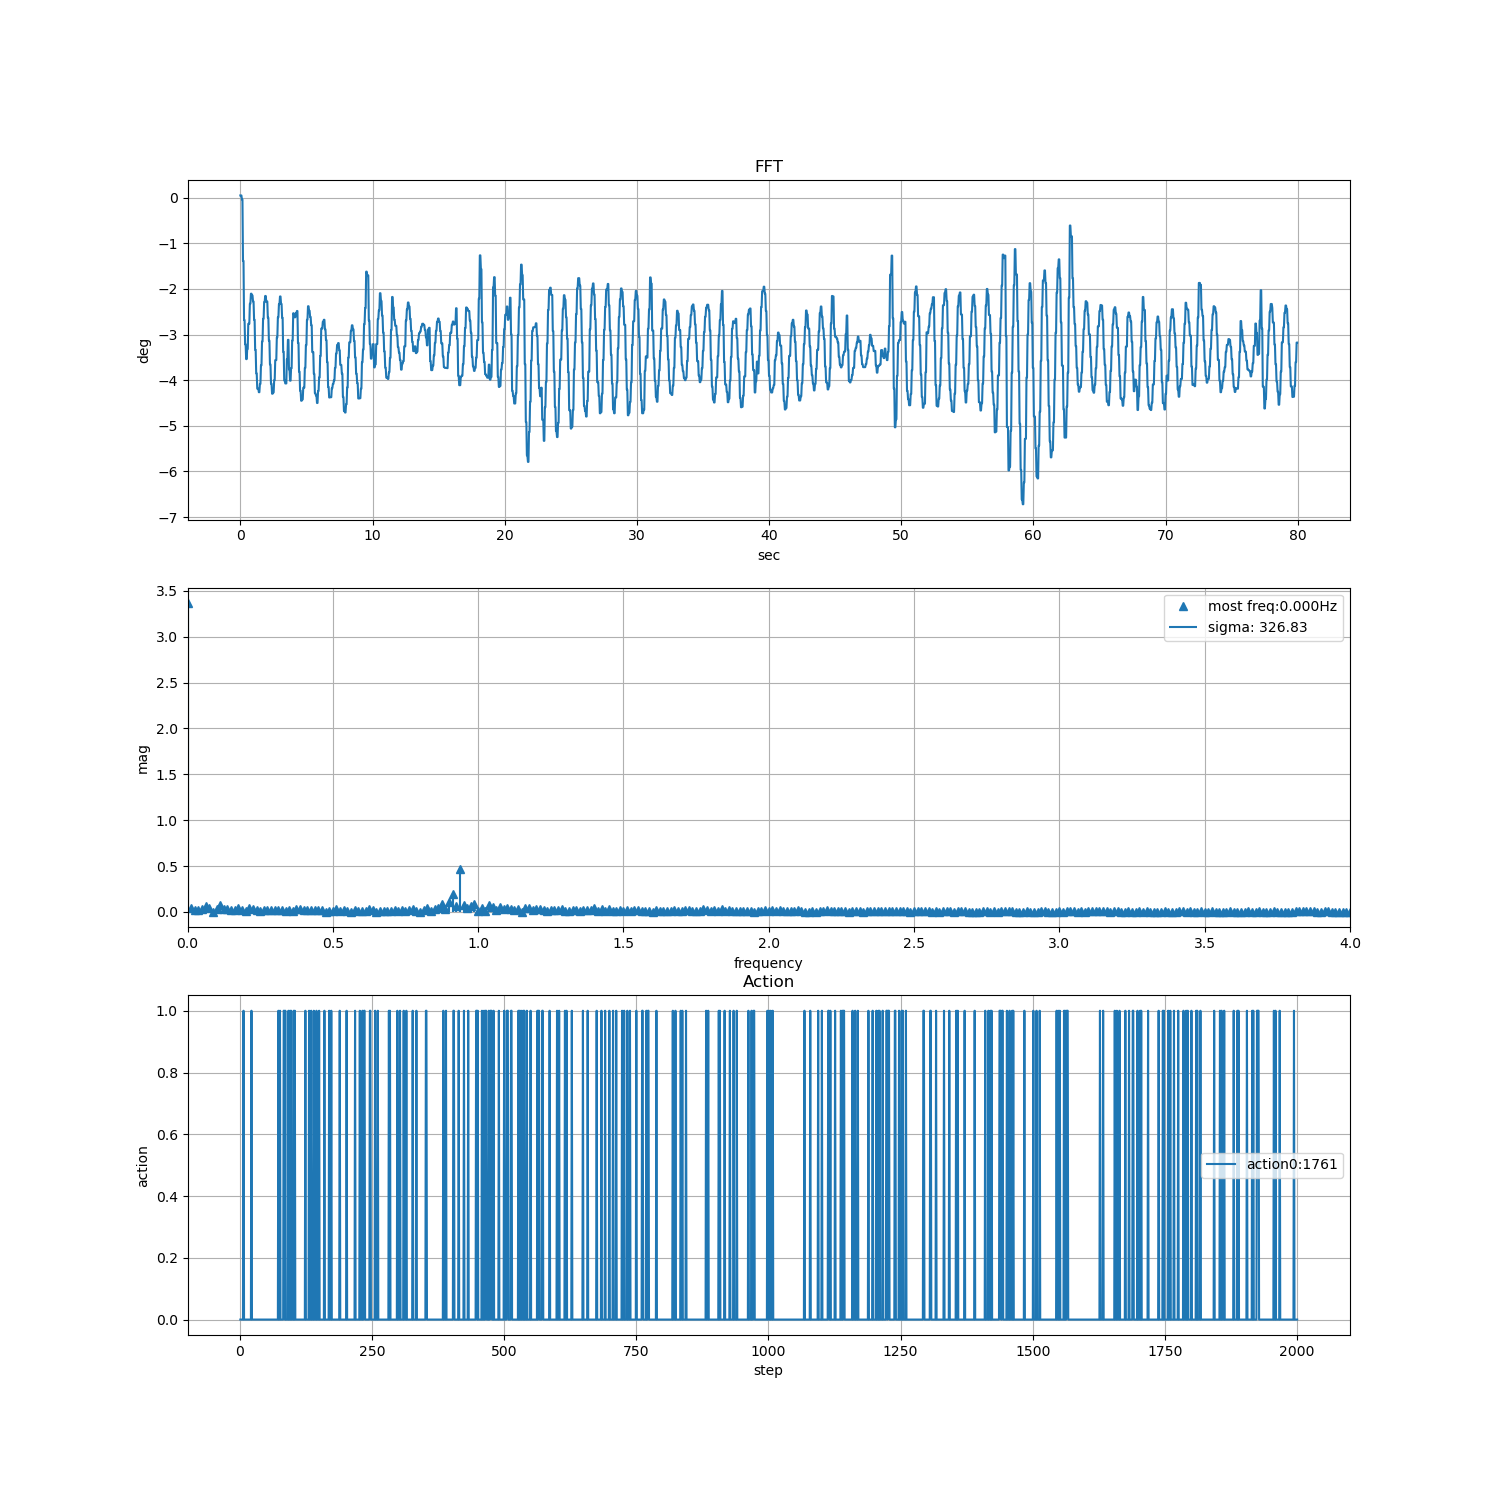 FFT
0
−1
−2
−3
−4
−5
−6
−7
deg
0 10 20 30 40 50 60 70 80
sec
3.5
3.0
2.5
2.0
1.5
1.0
0.5
0.0
mag
most freq:0.000Hz
sigma: 326.83
0.0 0.5 1.0 1.5 2.0 2.5 3.0 3.5 4.0
frequency
Action
1.0
0.8
0.6
0.4
0.2
0.0
action
action0:1761
0 250 500 750 1000 1250 1500 1750 2000
step